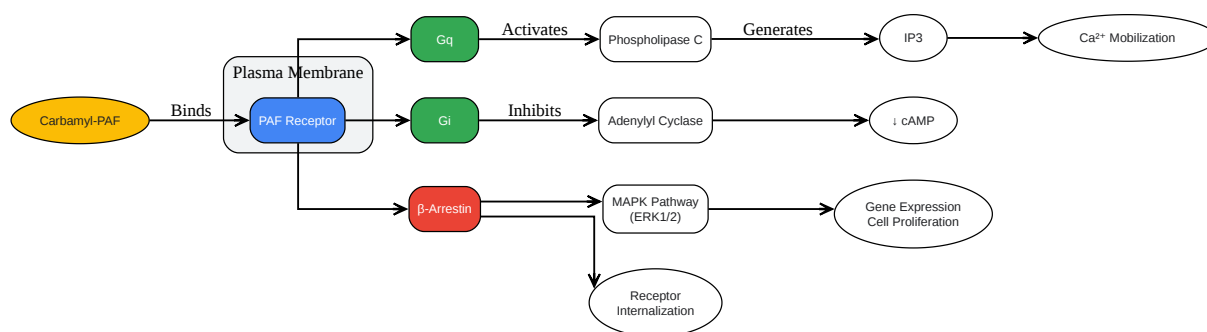 Gq
Activates
Phospholipase C
Generates
IP3
Ca²⁺ Mobilization
Plasma Membrane
Carbamyl-PAF
Binds
PAF Receptor
Gi
Inhibits
Adenylyl Cyclase
↓ cAMP
β-Arrestin
MAPK Pathway
(ERK1/2)
Gene Expression
Cell Proliferation
Receptor
Internalization